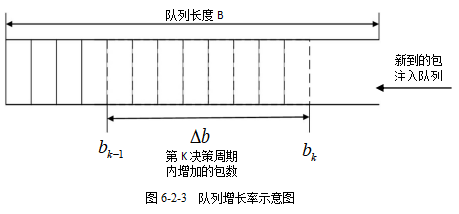 队列长度 B
新到的包
注入队列
Δb
b_{k-1}
b_k
第 K 决策周期
内增加的包数
图 6-2-3 队列增长率示意图